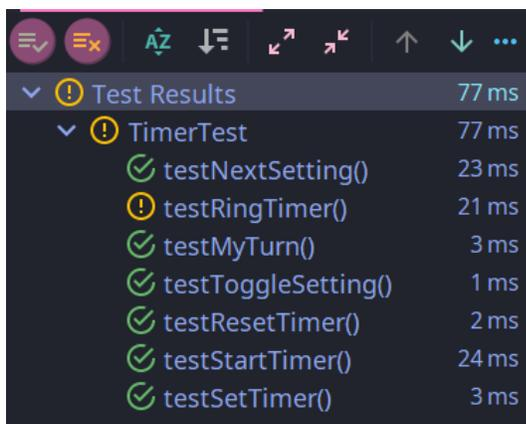 AZ
Test Results 77 ms
TimerTest 77 ms
testNextSetting() 23 ms
testRingTimer() 21 ms
testMyTurn() 3 ms
testToggleSetting() 1 ms
testResetTimer() 2 ms
testStartTimer() 24 ms
testSetTimer() 3 ms